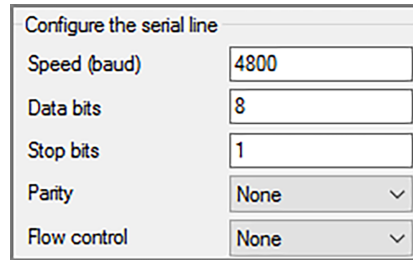 Configure the serial line
Speed (baud) 4800
Data bits 8
Stop bits 1
Parity None
Flow control None